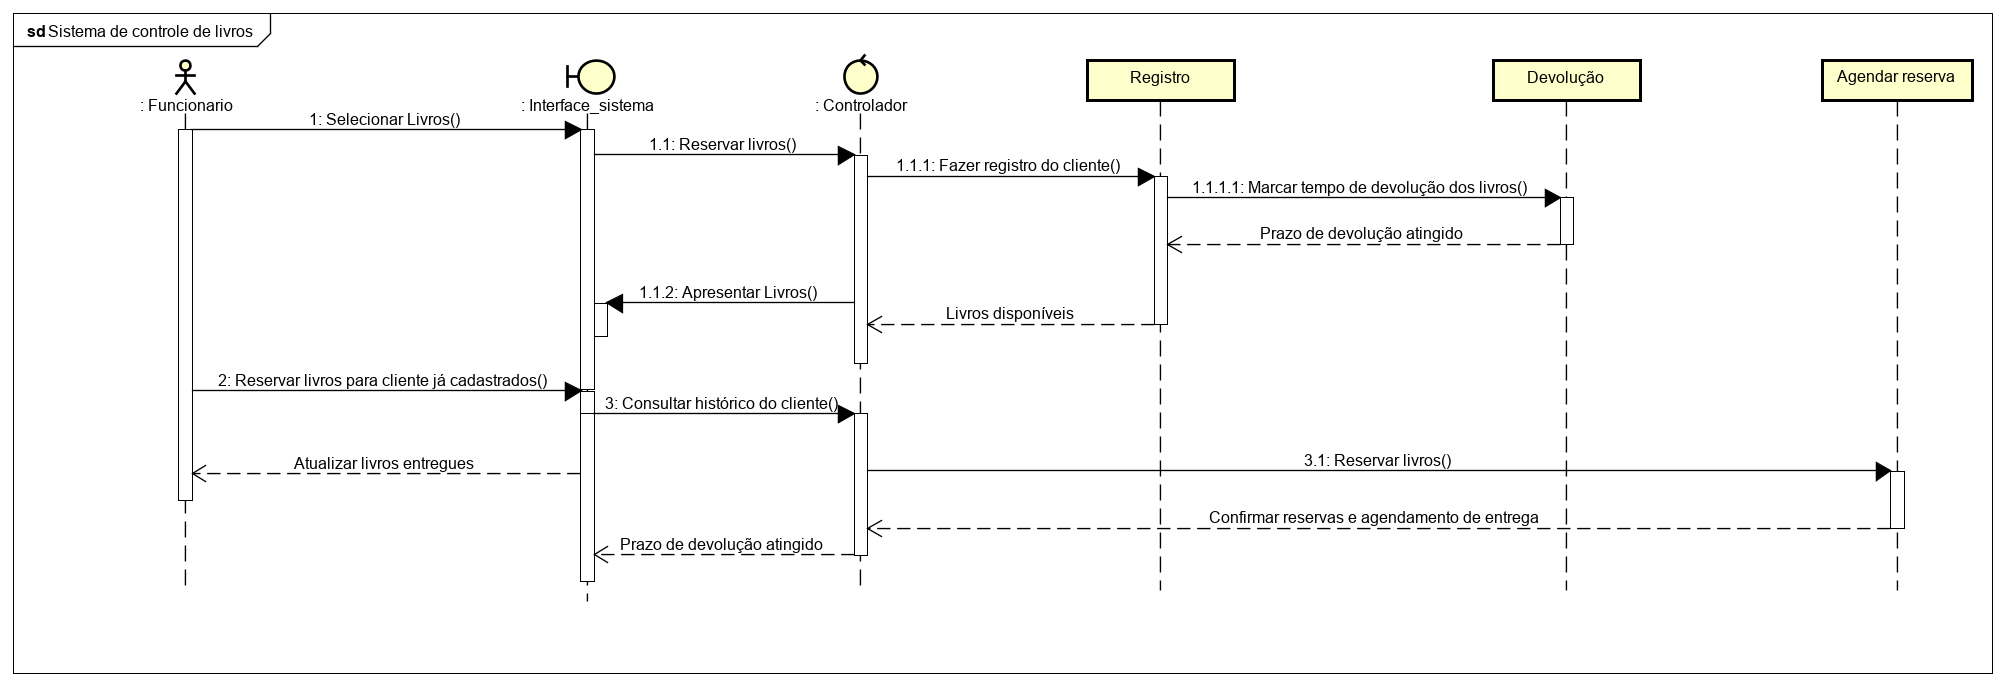 sd Sistema de controle de livros
: Funcionario
: Interface_sistema
: Controlador
Registro
Devolução
Agendar reserva
1: Selecionar Livros()
1.1: Reservar livros()
1.1.1: Fazer registro do cliente()
1.1.1.1: Marcar tempo de devolução dos livros()
Prazo de devolução atingido
1.1.2: Apresentar Livros()
Livros disponíveis
2: Reservar livros para cliente já cadastrados()
3: Consultar histórico do cliente()
Atualizar livros entregues
3.1: Reservar livros()
Confirmar reservas e agendamento de entrega
Prazo de devolução atingido